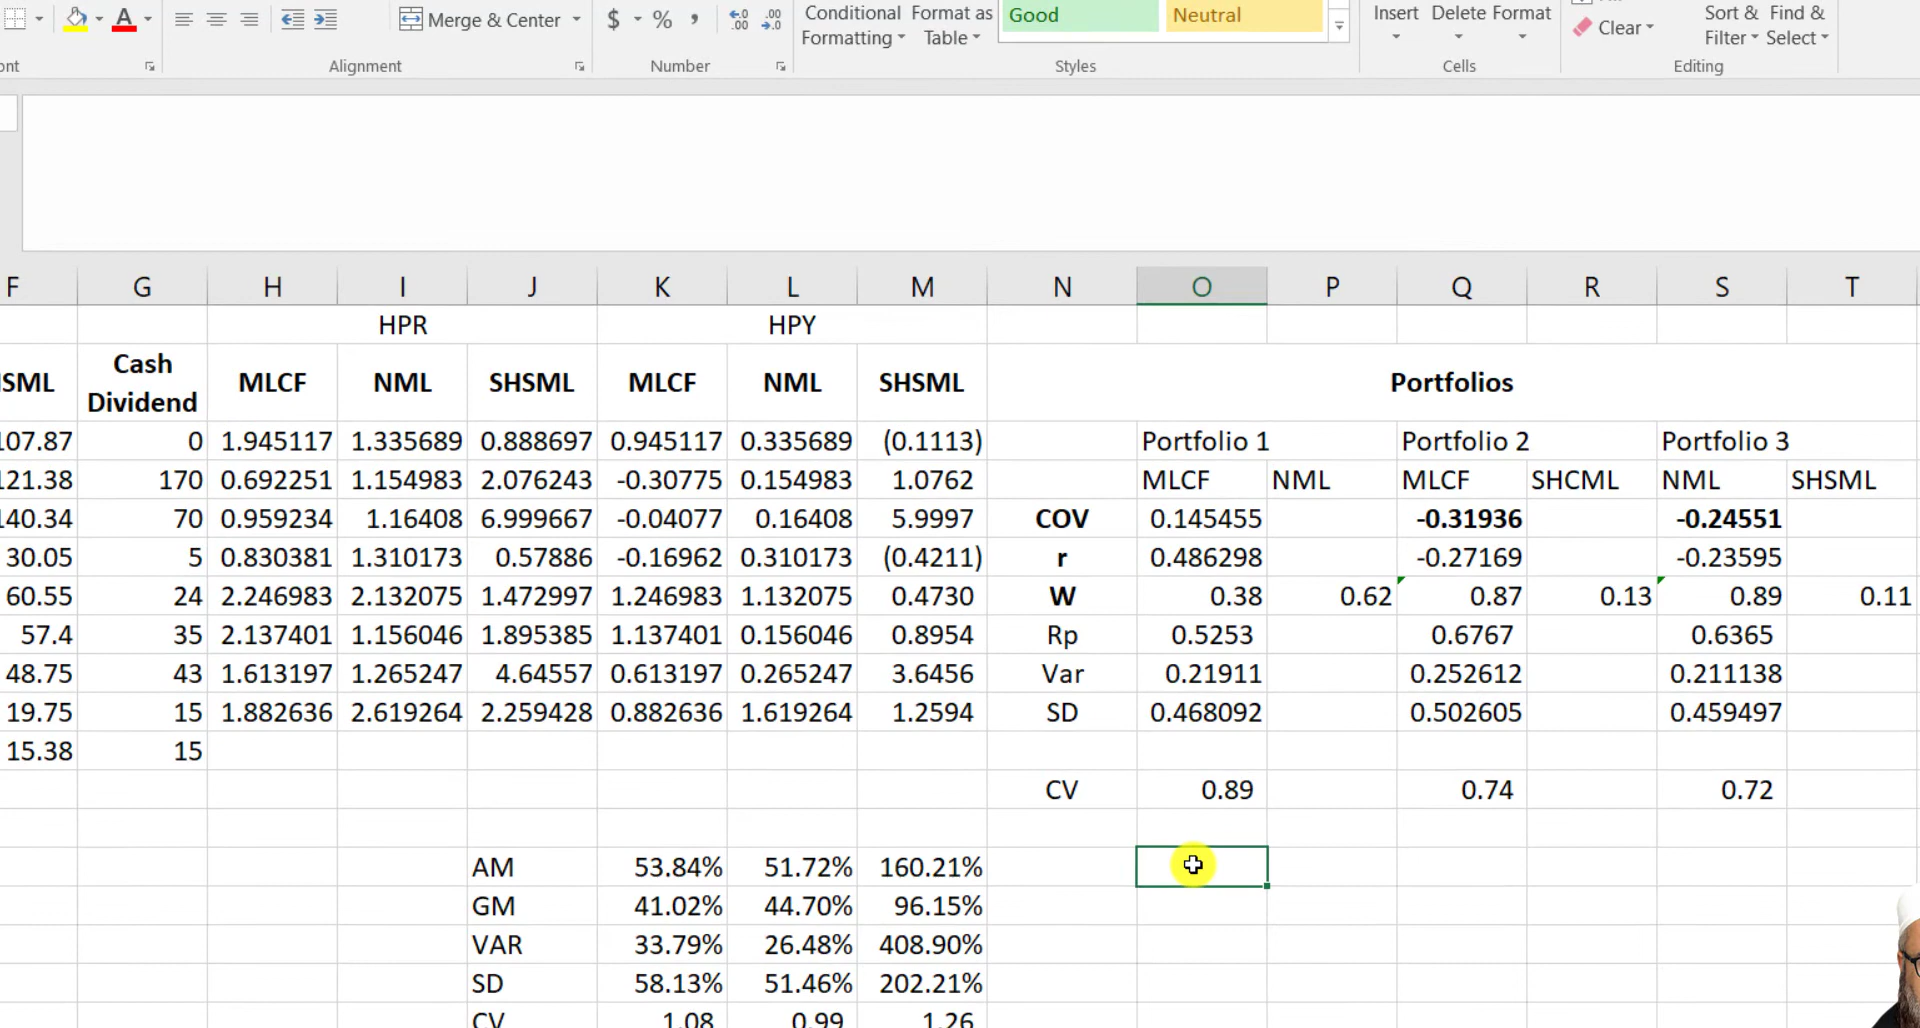 Merge & Center $ % , Conditional Formatting Format as Table Good Neutral Insert Delete Format Clear Sort & Filter Find & Select
ont Alignment Number Styles Cells Editing
F G H I J K L M N O P Q R S T
HPR HPY
SML Cash Dividend MLCF NML SHSML MLCF NML SHSML Portfolios
107.87 0 1.945117 1.335689 0.888697 0.945117 0.335689 (0.1113) Portfolio 1 Portfolio 2 Portfolio 3
121.38 170 0.692251 1.154983 2.076243 -0.30775 0.154983 1.0762 MLCF NML MLCF SHCML NML SHSML
140.34 70 0.959234 1.16408 6.999667 -0.04077 0.16408 5.9997 COV 0.145455 -0.31936 -0.24551
30.05 5 0.830381 1.310173 0.57886 -0.16962 0.310173 (0.4211) r 0.486298 -0.27169 -0.23595
60.55 24 2.246983 2.132075 1.472997 1.246983 1.132075 0.4730 W 0.38 0.62 0.87 0.13 0.89 0.11
57.4 35 2.137401 1.156046 1.895385 1.137401 0.156046 0.8954 Rp 0.5253 0.6767 0.6365
48.75 43 1.613197 1.265247 4.64557 0.613197 0.265247 3.6456 Var 0.21911 0.252612 0.211138
19.75 15 1.882636 2.619264 2.259428 0.882636 1.619264 1.2594 SD 0.468092 0.502605 0.459497
15.38 15
CV 0.89 0.74 0.72
AM 53.84% 51.72% 160.21%
GM 41.02% 44.70% 96.15%
VAR 33.79% 26.48% 408.90%
SD 58.13% 51.46% 202.21%
CV 1.08 0.99 1.26